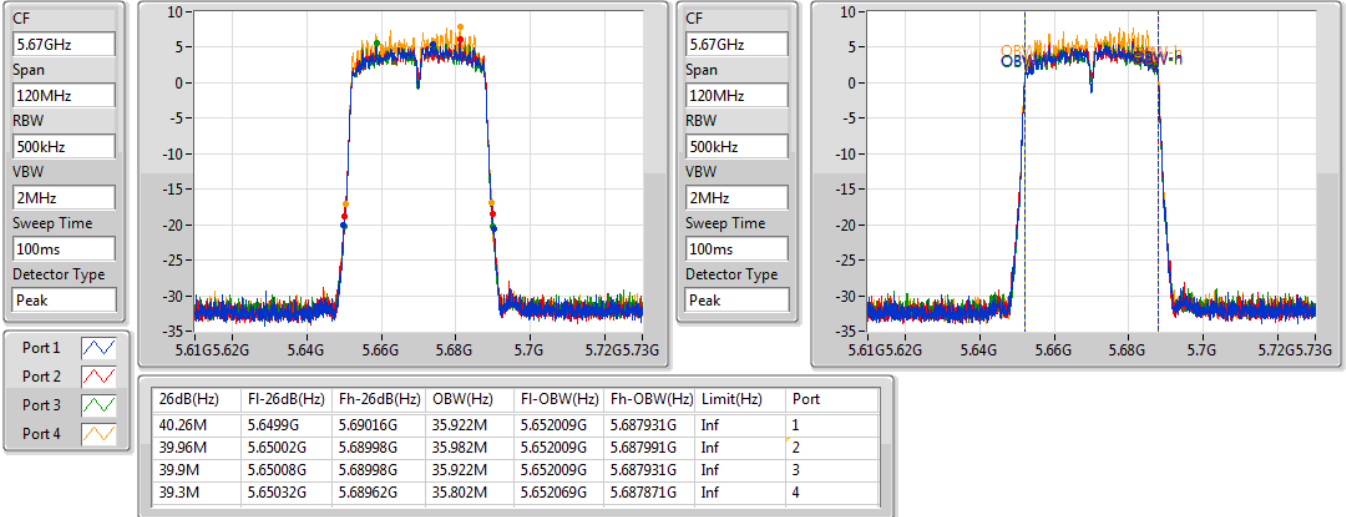 CF
5.67GHz
Span
120MHz
RBW
500kHz
VBW
2MHz
Sweep Time
100ms
Detector Type
Peak
10
5
0
-5
-10
-15
-20
-25
-30
-35
5.61G 5.62G 5.64G 5.66G 5.68G 5.7G 5.72G 5.73G
CF
5.67GHz
Span
120MHz
RBW
500kHz
VBW
2MHz
Sweep Time
100ms
Detector Type
Peak
10
5
0
-5
-10
-15
-20
-25
-30
-35
5.61G 5.62G 5.64G 5.66G 5.68G 5.7G 5.72G 5.73G
Port 1
Port 2
Port 3
Port 4
26dB(Hz) Fl-26dB(Hz) Fh-26dB(Hz) OBW(Hz) Fl-OBW(Hz) Fh-OBW(Hz) Limit(Hz) Port
40.26M 5.6499G 5.69016G 35.922M 5.652009G 5.687931G Inf 1
39.96M 5.65002G 5.68998G 35.982M 5.652009G 5.687991G Inf 2
39.9M 5.65008G 5.68998G 35.922M 5.652009G 5.687931G Inf 3
39.3M 5.65032G 5.68962G 35.802M 5.652069G 5.687871G Inf 4